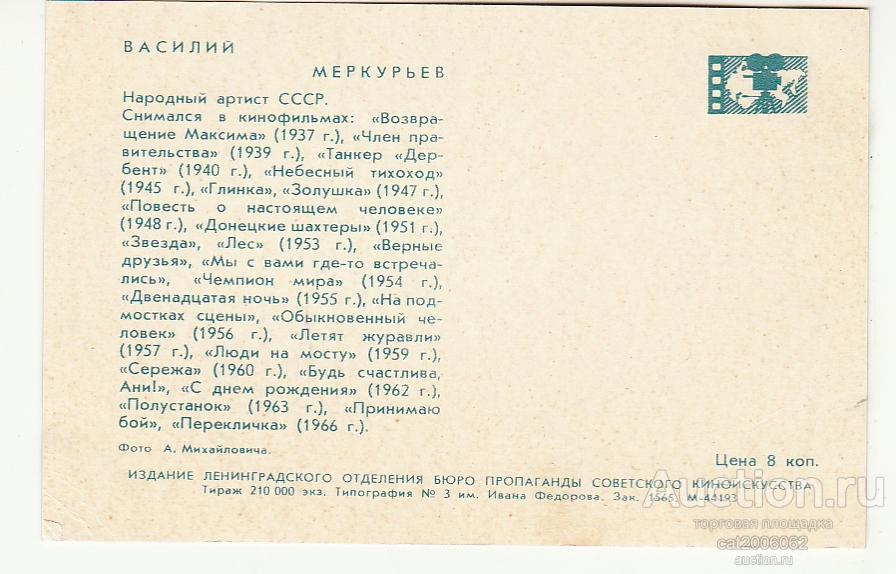 ВАСИЛИЙ
МЕРКУРЬЕВ
Народный артист СССР.
Снимался в кинофильмах: «Возвра-
щение Максима» (1937 г.), «Член пра-
вительства» (1939 г.), «Танкер «Дер-
бент» (1940 г.), «Небесный тихоход»
(1945 г.), «Глинка», «Золушка» (1947 г.),
«Повесть о настоящем человеке»
(1948 г.), «Донецкие шахтеры» (1951 г.),
«Звезда», «Лес» (1953 г.), «Верные
друзья», «Мы с вами где-то встреча-
лись», «Чемпион мира» (1954 г.),
«Двенадцатая ночь» (1955 г.), «На под-
мостках сцены», «Обыкновенный че-
ловек» (1956 г.), «Летят журавли»
(1957 г.), «Люди на мосту» (1959 г.),
«Сережа» (1960 г.), «Будь счастлива,
Ани!», «С днем рождения» (1962 г.),
«Полустанок» (1963 г.), «Принимаю
бой», «Перекличка» (1966 г.).
Фото А. Михайловича.
Цена 8 коп.
ИЗДАНИЕ ЛЕНИНГРАДСКОГО ОТДЕЛЕНИЯ БЮРО ПРОПАГАНДЫ СОВЕТСКОГО КИНОИСКУССТВА
Тираж 210 000 экз. Типография № 3 им. Ивана Федорова. Зак. 1565. М-44193
Auction.ru
торговая площадка
cat2006062
auction.ru